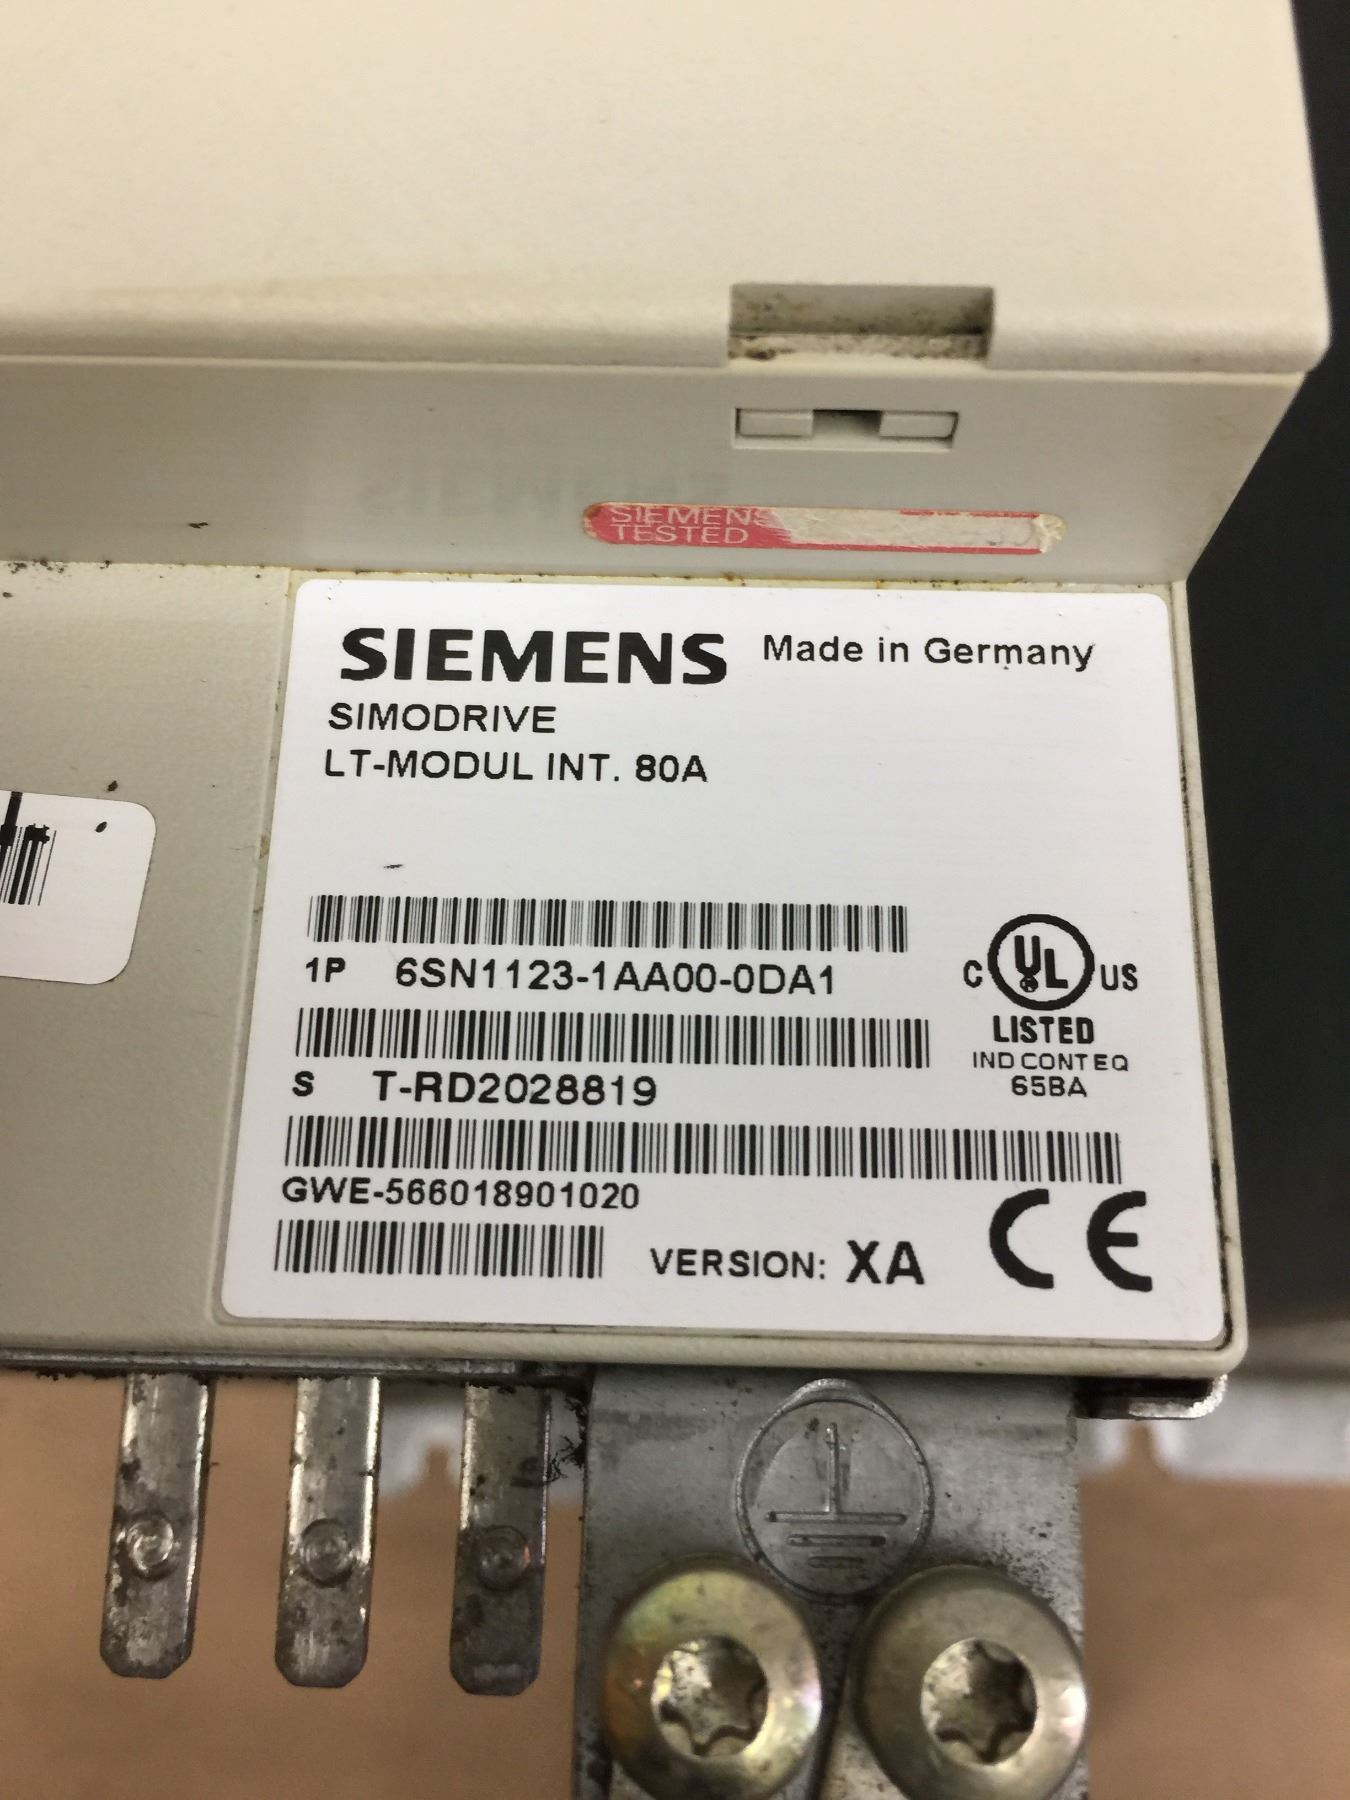 SIEMENS
TESTED
SIEMENS Made in Germany
SIMODRIVE
LT-MODUL INT. 80A
1P 6SN1123-1AA00-0DA1
C UL US
LISTED
IND CONT EQ
65BA
S T-RD2028819
GWE-566018901020
VERSION: XA
CE